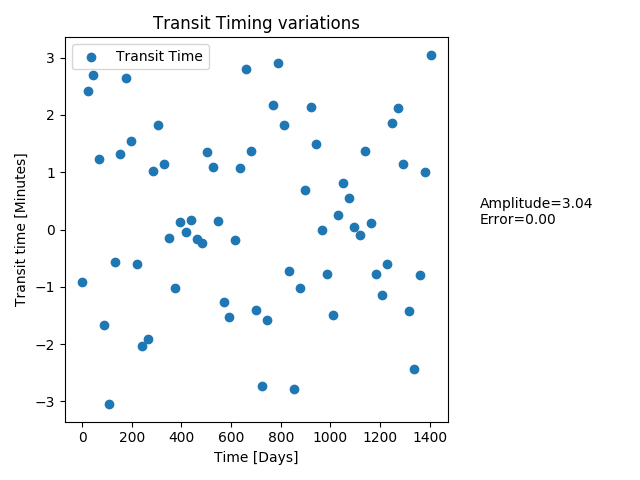 Transit Timing variations
Transit Time
3
2
1
0
−1
−2
−3
Transit time [Minutes]
0 200 400 600 800 1000 1200 1400
Time [Days]
Amplitude=3.04
Error=0.00